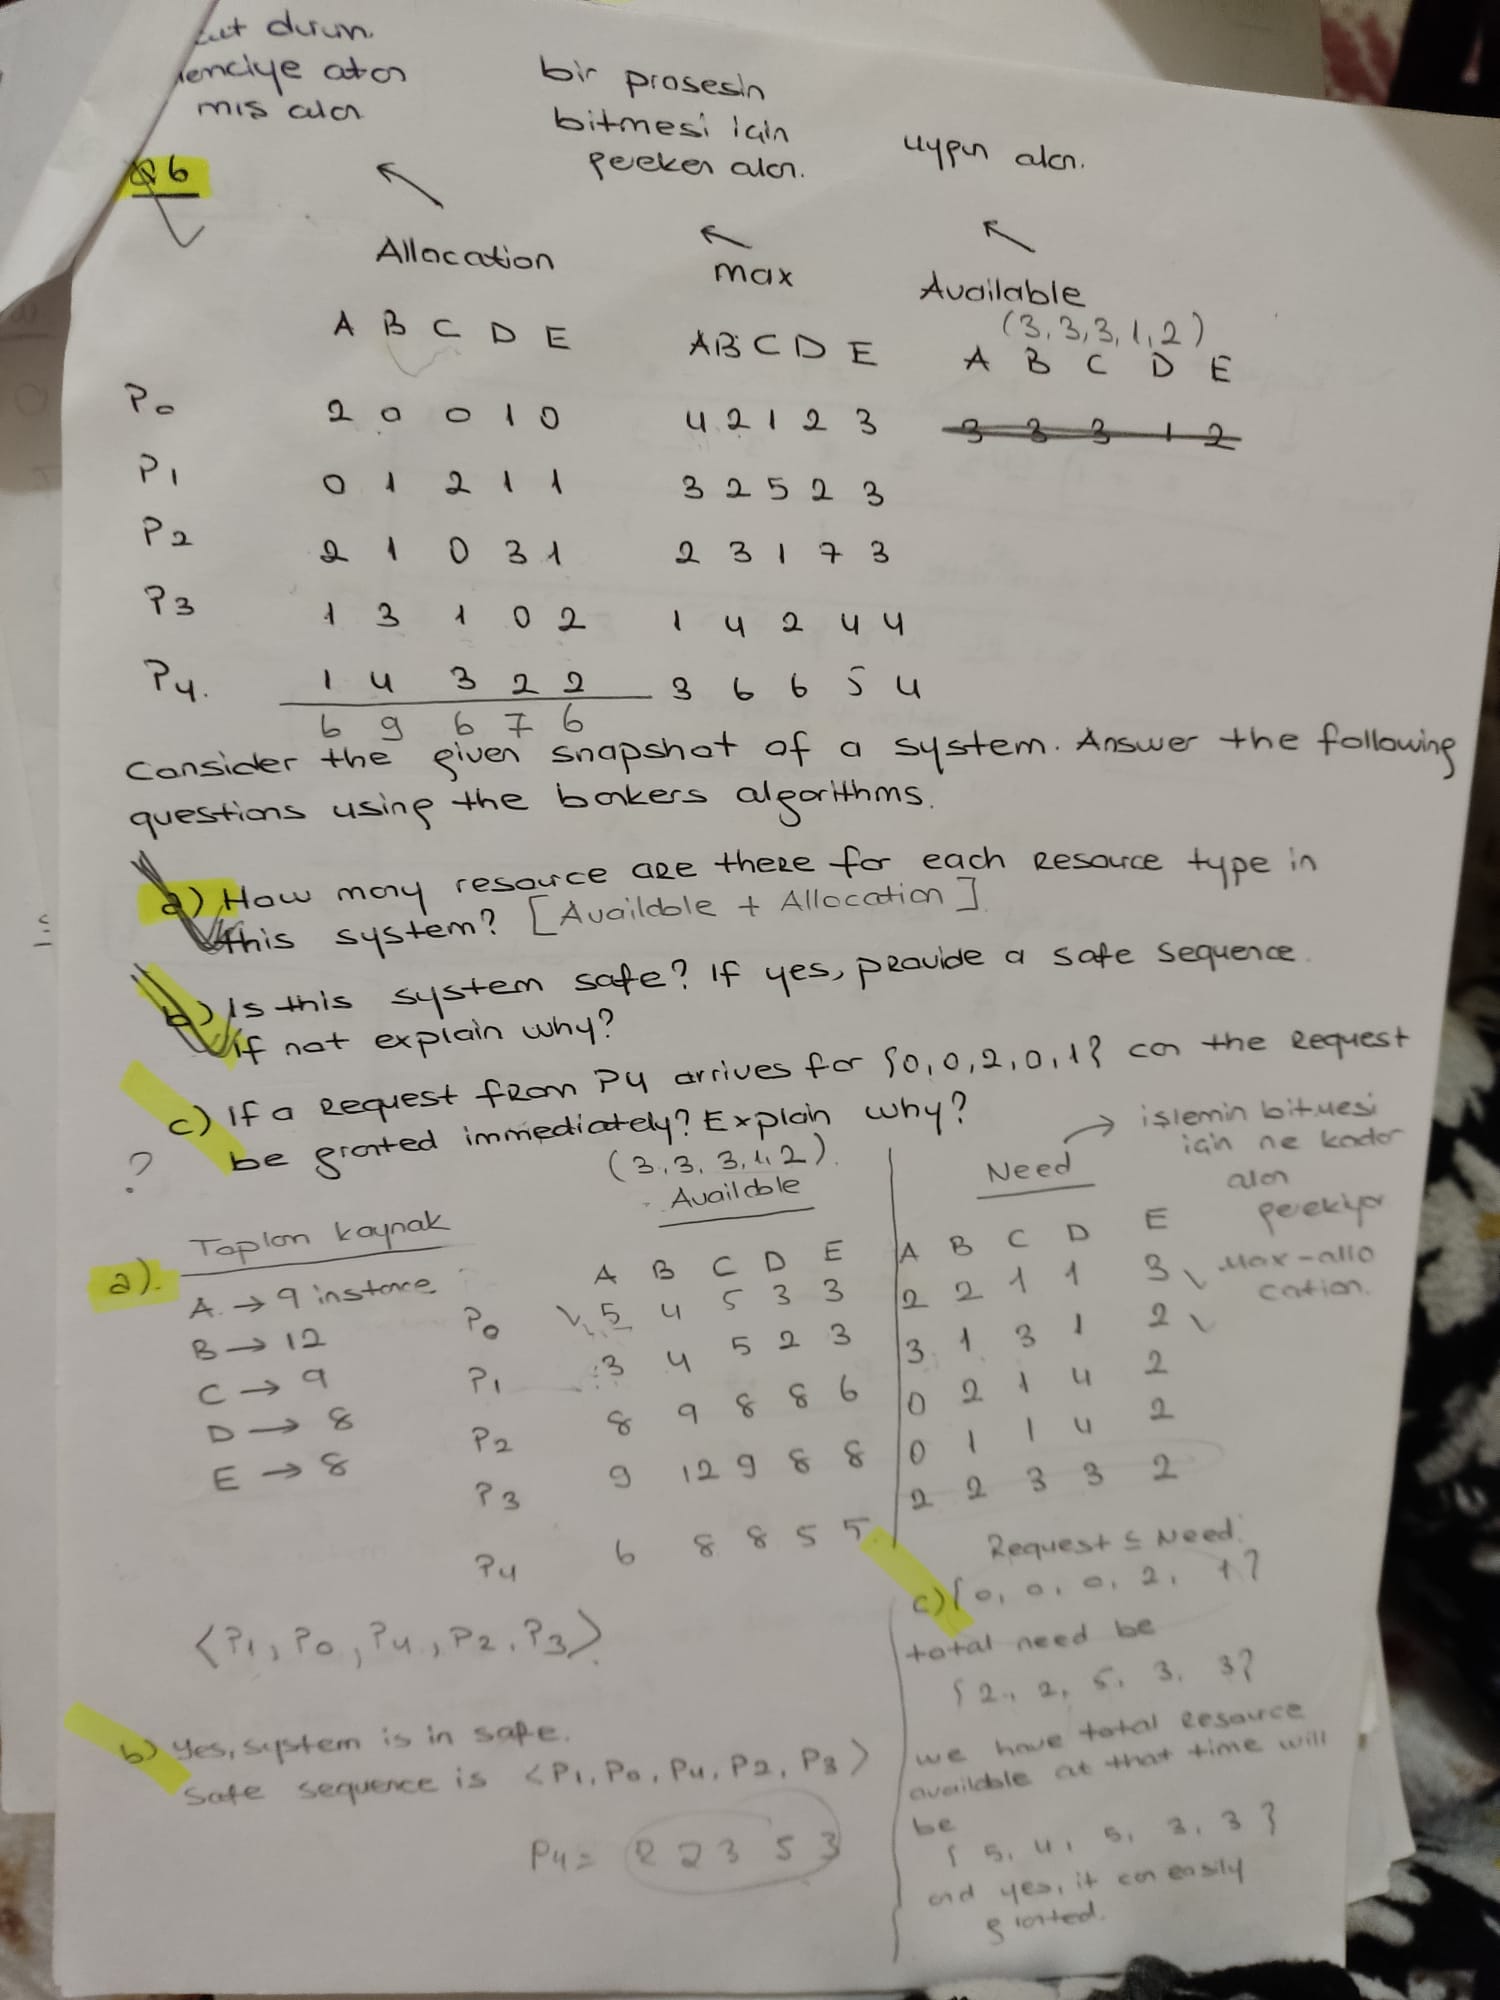 durum.
atan
mış alan
bir prosesin
bitmesi için
gereken alan.
uygun alan.
Q6
Allocation
max
Available
(3,3,3,1,2)
A B C D E
A B C D E
A B C D E
P0 2 0 0 1 0 4 2 1 2 3 3 3 3 1 2
P1 0 1 2 1 1 3 2 5 2 3
P2 2 1 0 3 1 2 3 1 7 3
P3 1 3 1 0 2 1 4 2 4 4
P4. 1 4 3 2 2 3 6 6 5 4
6 9 6 7 6
Consider the given snapshot of a system. Answer the following
questions using the bankers algorithms.
a) How many resource are there for each resource type in
this system? [Available + Allocation]
b) Is this system safe? If yes, provide a safe sequence.
if not explain why?
c) If a request from P4 arrives for {0,0,2,0,1} can the request
be granted immediately? Explain why?
?
(3,3,3,1,2)
Available
Need → işlemin bitmesi
için ne kadar
alan
gerekiyor
Max-allo
cation.
a). Toplam kaynak
A. → 9 instance
B → 12
C → 9
D → 8
E → 8
A B C D E
P0 5 4 5 3 3
P1 3 4 5 2 3
P2 8 9 8 8 6
P3 9 12 9 8 8
P4 6 8 8 5 5
A B C D E
2 2 1 1 3
3 1 3 1 2
0 2 1 4 2
0 1 1 4 2
2 2 3 3 2
<P1, P0, P4, P2, P3>
b) Yes, system is in safe.
Safe sequence is <P1, P0, P4, P2, P3>
P4= 2 2 3 5 3
Request ≤ Need.
c) {0, 0, 0, 2, 1}
total need be
{2, 2, 5, 3, 3}
we have total resource
available at that time will
be
{5, 4, 5, 3, 3}
and yes, it can easily
granted.